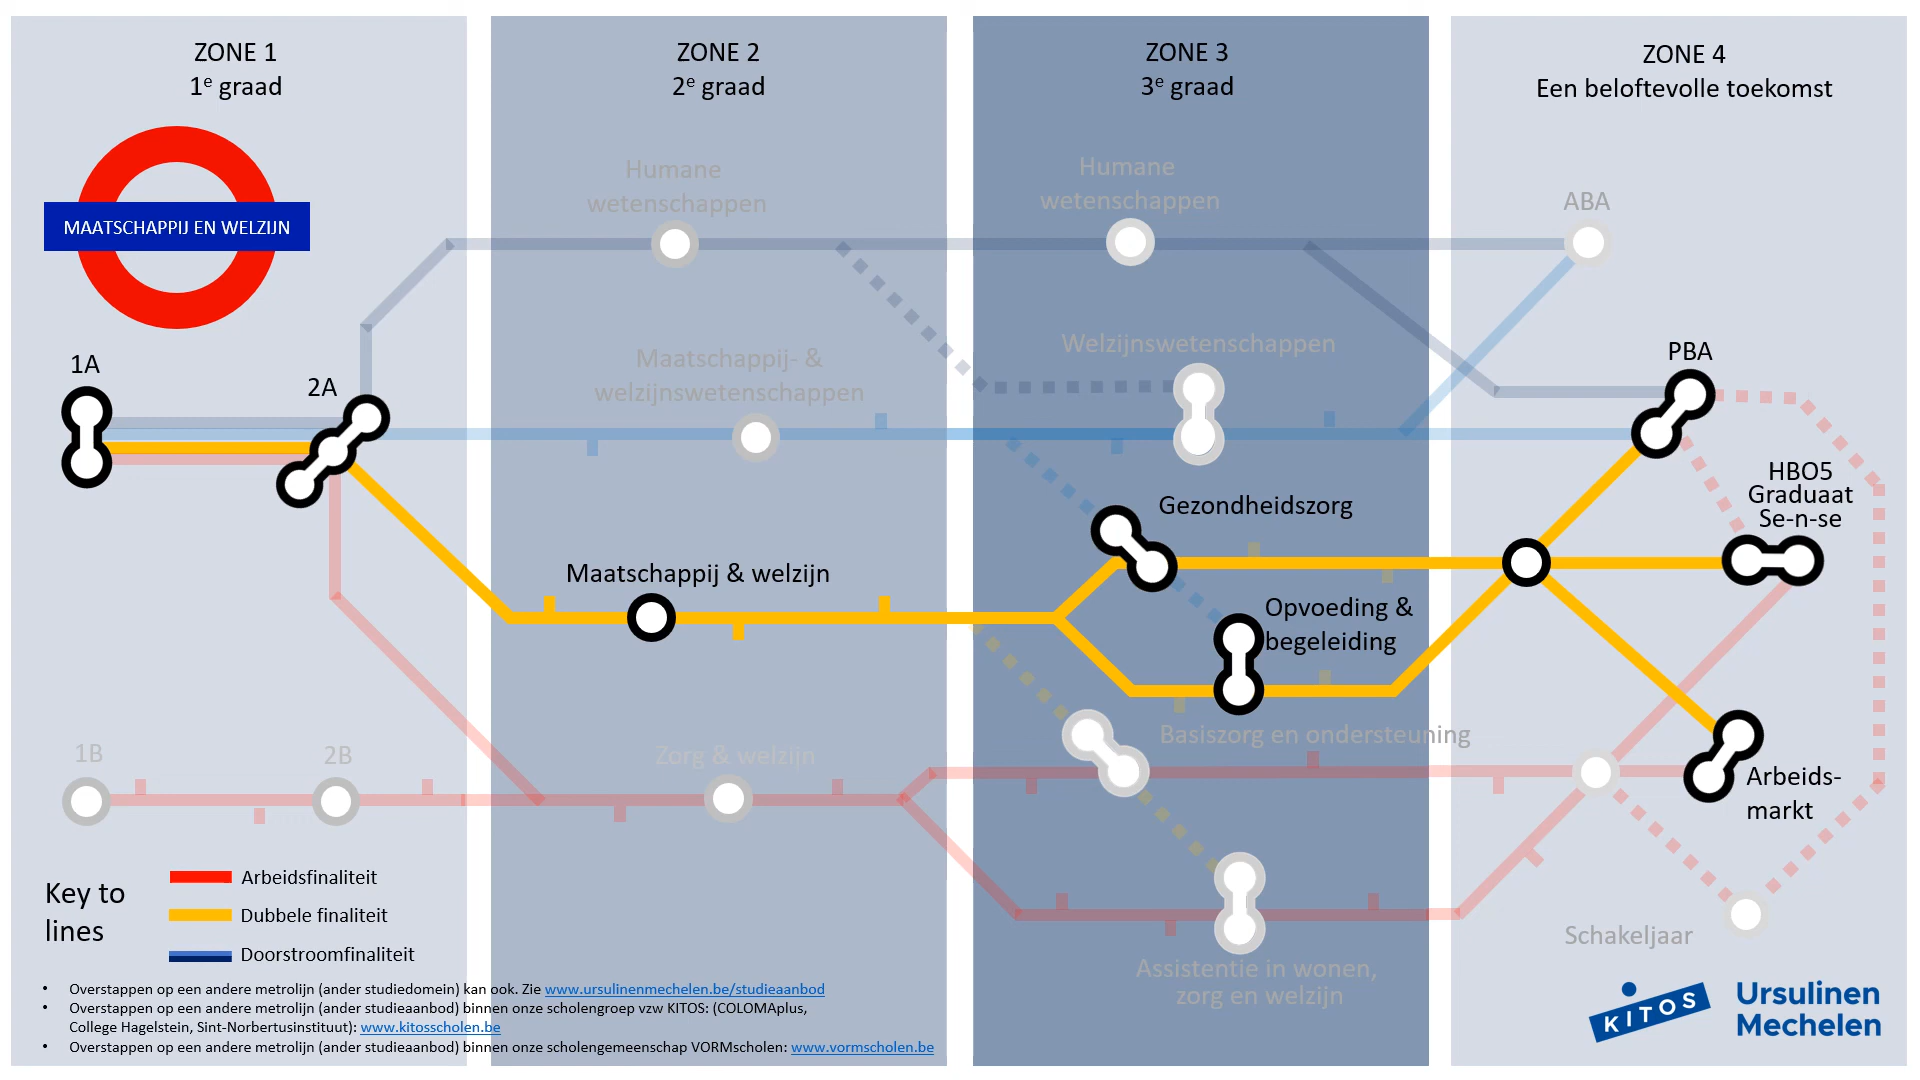 ZONE 1
1e graad
ZONE 2
2e graad
ZONE 3
3e graad
ZONE 4
Een beloftevolle toekomst
MAATSCHAPPIJ EN WELZIJN
Humane
wetenschappen
Humane
wetenschappen
ABA
Maatschappij- &
welzijnswetenschappen
Welzijnswetenschappen
PBA
1A
2A
HBO5
Graduaat
Se-n-se
Gezondheidszorg
Maatschappij & welzijn
Opvoeding &
begeleiding
Basiszorg en ondersteuning
1B
2B
Zorg & welzijn
Arbeids-
markt
Assistentie in wonen,
zorg en welzijn
Schakeljaar
Key to
lines
Arbeidsfinaliteit
Dubbele finaliteit
Doorstroomfinaliteit
• Overstappen op een andere metrolijn (ander studiedomein) kan ook. Zie www.ursulinenmechelen.be/studieaanbod
• Overstappen op een andere metrolijn (ander studieaanbod) binnen onze scholengroep vzw KITOS: (COLOMAplus,
College Hagelstein, Sint-Norbertusinstituut): www.kitosscholen.be
• Overstappen op een andere metrolijn (ander studieaanbod) binnen onze scholengemeenschap VORMscholen: www.vormscholen.be
KITOS
Ursulinen
Mechelen